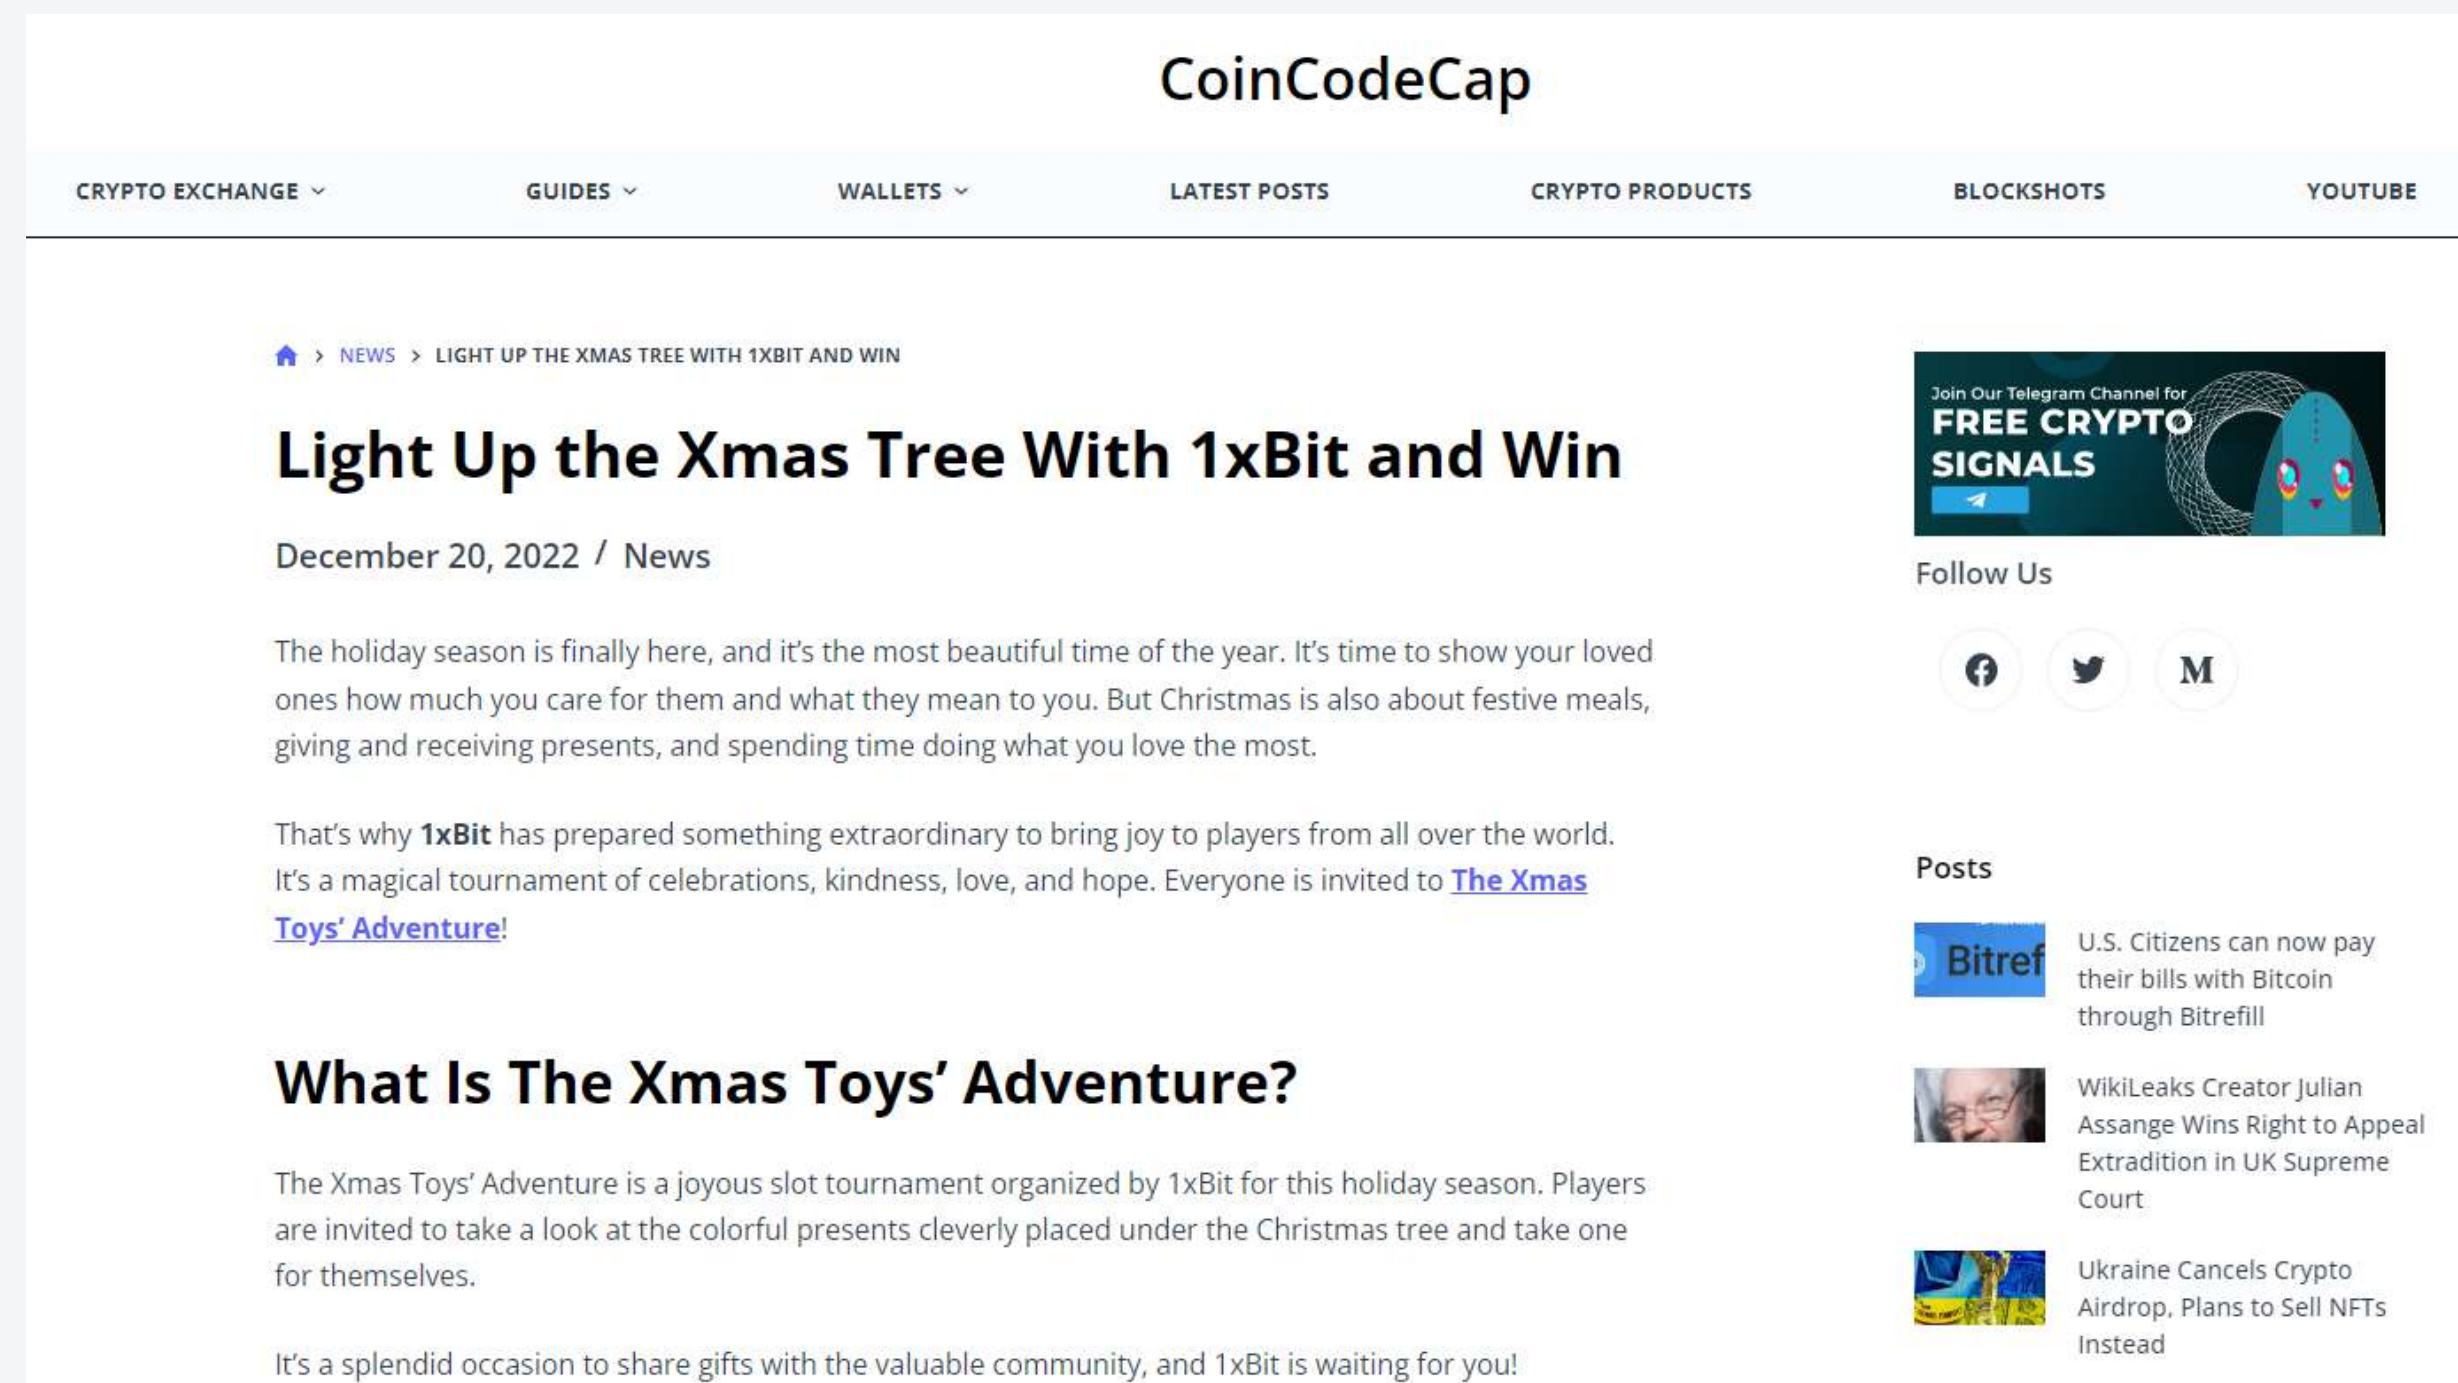 CoinCodeCap
CRYPTO EXCHANGE
GUIDES
WALLETS
LATEST POSTS
CRYPTO PRODUCTS
BLOCKSHOTS
YOUTUBE
> NEWS > LIGHT UP THE XMAS TREE WITH 1XBIT AND WIN
Light Up the Xmas Tree With 1xBit and Win
December 20, 2022 / News
The holiday season is finally here, and it’s the most beautiful time of the year. It’s time to show your loved
ones how much you care for them and what they mean to you. But Christmas is also about festive meals,
giving and receiving presents, and spending time doing what you love the most.
That’s why 1xBit has prepared something extraordinary to bring joy to players from all over the world.
It’s a magical tournament of celebrations, kindness, love, and hope. Everyone is invited to The Xmas
Toys’ Adventure!
What Is The Xmas Toys’ Adventure?
The Xmas Toys’ Adventure is a joyous slot tournament organized by 1xBit for this holiday season. Players
are invited to take a look at the colorful presents cleverly placed under the Christmas tree and take one
for themselves.
It’s a splendid occasion to share gifts with the valuable community, and 1xBit is waiting for you!
Join Our Telegram Channel for
FREE CRYPTO
SIGNALS
Follow Us
M
Posts
Bitref
U.S. Citizens can now pay
their bills with Bitcoin
through Bitrefill
WikiLeaks Creator Julian
Assange Wins Right to Appeal
Extradition in UK Supreme
Court
Ukraine Cancels Crypto
Airdrop, Plans to Sell NFTs
Instead